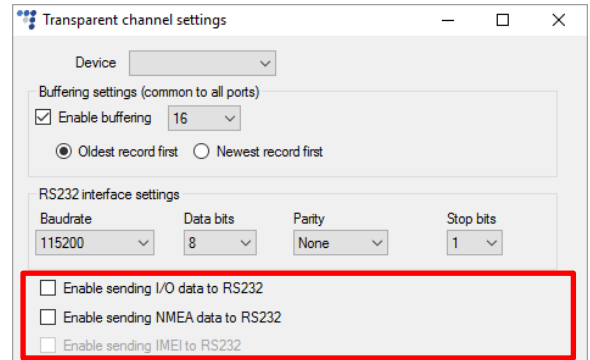 Transparent channel settings
Device
Buffering settings (common to all ports)
Enable buffering 16
Oldest record first Newest record first
RS232 interface settings
Baudrate Data bits Parity Stop bits
115200 8 None 1
Enable sending I/O data to RS232
Enable sending NMEA data to RS232
Enable sending IMEI to RS232